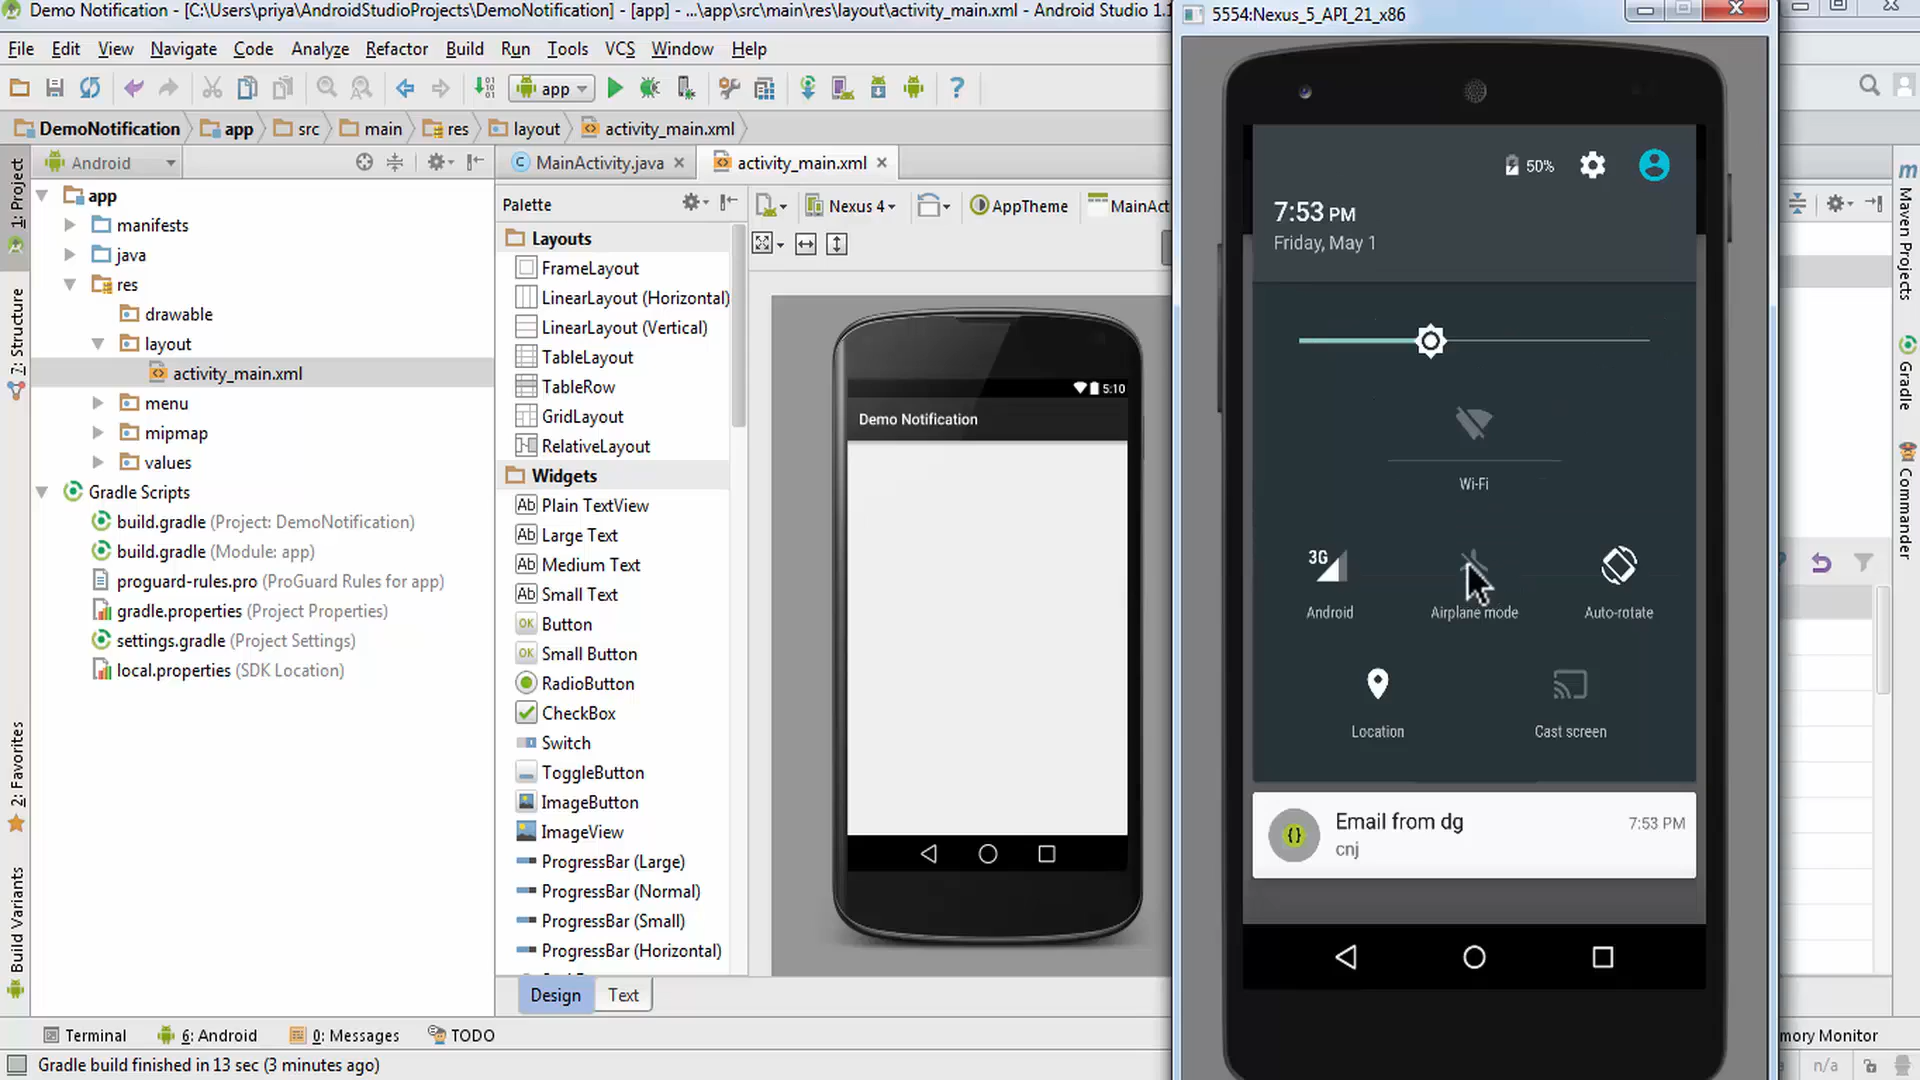 Demo Notification - [C:\Users\priya\AndroidStudioProjects\DemoNotification] - [app] - ...\app\src\main\res\layout\activity_main.xml - Android Studio 1.1
File Edit View Navigate Code Analyze Refactor Build Run Tools VCS Window Help
app
DemoNotification app src main res layout activity_main.xml
Android
MainActivity.java activity_main.xml
1: Project
7: Structure
2: Favorites
Build Variants
app
manifests
java
res
drawable
layout
activity_main.xml
menu
mipmap
values
Gradle Scripts
build.gradle (Project: DemoNotification)
build.gradle (Module: app)
proguard-rules.pro (ProGuard Rules for app)
gradle.properties (Project Properties)
settings.gradle (Project Settings)
local.properties (SDK Location)
Palette
Layouts
FrameLayout
LinearLayout (Horizontal)
LinearLayout (Vertical)
TableLayout
TableRow
GridLayout
RelativeLayout
Widgets
Plain TextView
Large Text
Medium Text
Small Text
Button
Small Button
RadioButton
CheckBox
Switch
ToggleButton
ImageButton
ImageView
ProgressBar (Large)
ProgressBar (Normal)
ProgressBar (Small)
ProgressBar (Horizontal)
Design Text
Nexus 4 AppTheme MainAct
5:10
Demo Notification
5554:Nexus_5_API_21_x86
50%
7:53 PM
Friday, May 1
Wi-Fi
3G
Android Airplane mode Auto-rotate
Location Cast screen
Email from dg 7:53 PM
cnj
Maven Projects
Gradle
Commander
Terminal 6: Android 0: Messages TODO
mory Monitor
Gradle build finished in 13 sec (3 minutes ago)
n/a